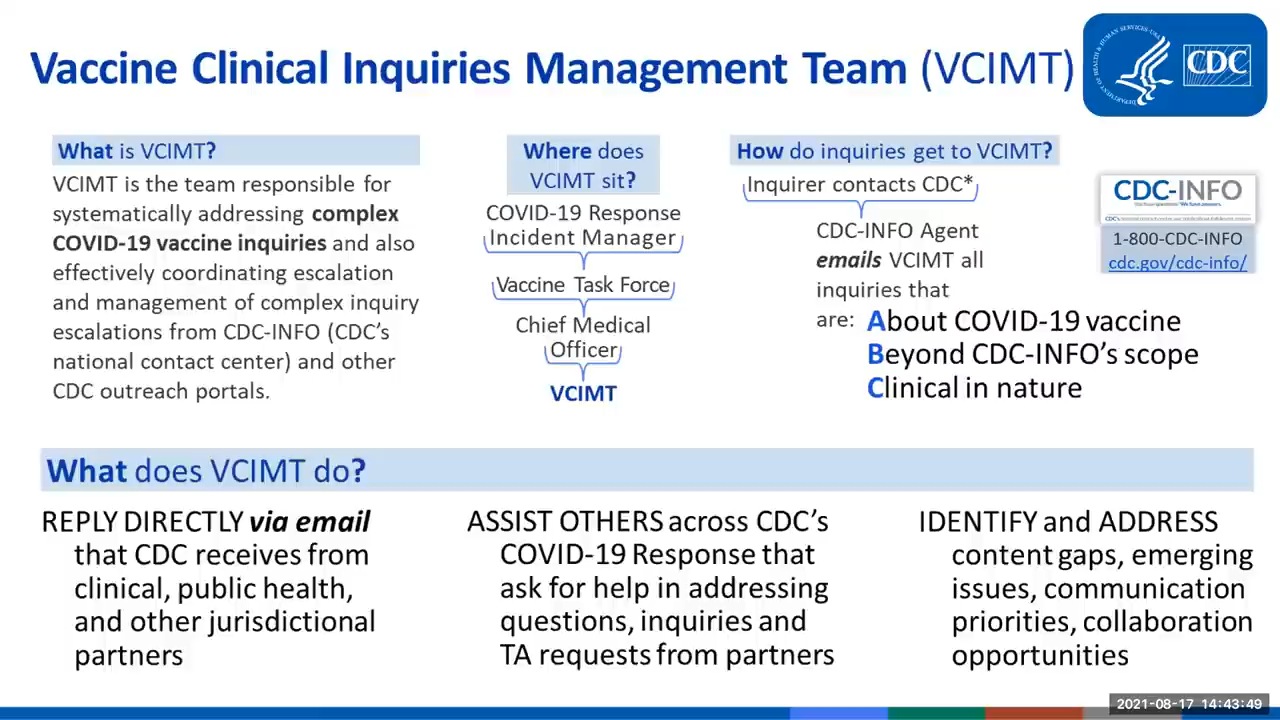 Vaccine Clinical Inquiries Management Team (VCIMT)
DEPARTMENT OF HEALTH & HUMAN SERVICES·USA
CDC
What is VCIMT?
VCIMT is the team responsible for
systematically addressing complex
COVID-19 vaccine inquiries and also
effectively coordinating escalation
and management of complex inquiry
escalations from CDC-INFO (CDC's
national contact center) and other
CDC outreach portals.
Where does
VCIMT sit?
COVID-19 Response
Incident Manager
Vaccine Task Force
Chief Medical
Officer
VCIMT
How do inquiries get to VCIMT?
Inquirer contacts CDC*
CDC-INFO Agent
emails VCIMT all
inquiries that
are:
About COVID-19 vaccine
Beyond CDC-INFO's scope
Clinical in nature
CDC-INFO
1-800-CDC-INFO
cdc.gov/cdc-info/
What does VCIMT do?
REPLY DIRECTLY via email
that CDC receives from
clinical, public health,
and other jurisdictional
partners
ASSIST OTHERS across CDC's
COVID-19 Response that
ask for help in addressing
questions, inquiries and
TA requests from partners
IDENTIFY and ADDRESS
content gaps, emerging
issues, communication
priorities, collaboration
opportunities
2021-08-17 14:43:49